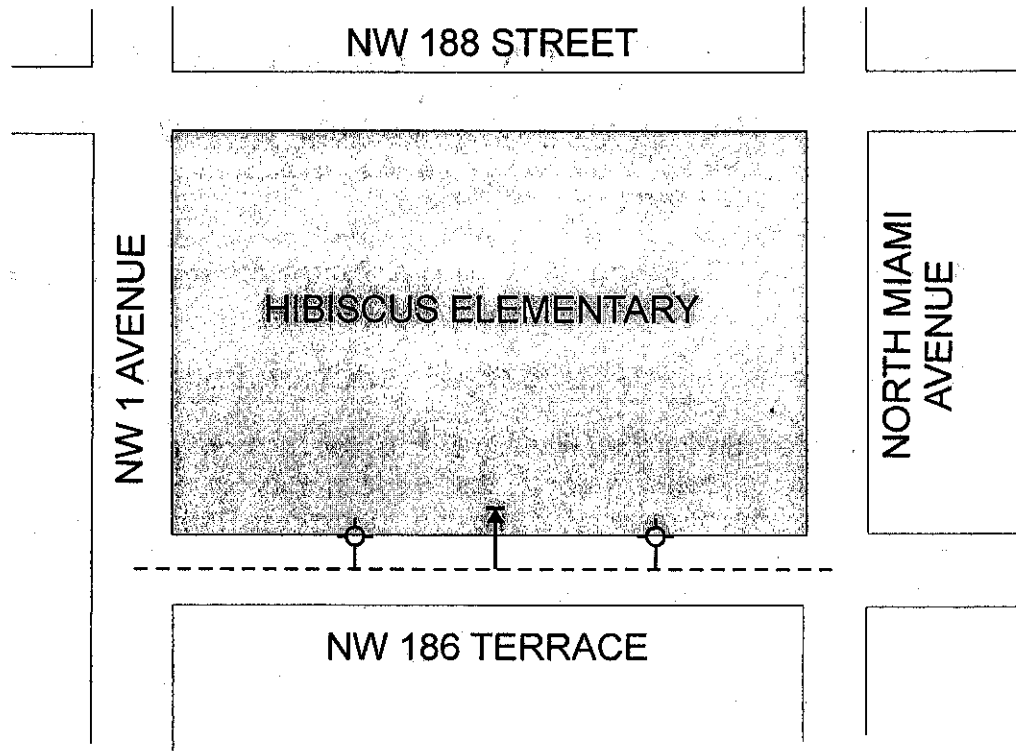 NW 188 STREET
NW 1 AVENUE
HIBISCUS ELEMENTARY
NORTH MIAMI
AVENUE
NW 186 TERRACE